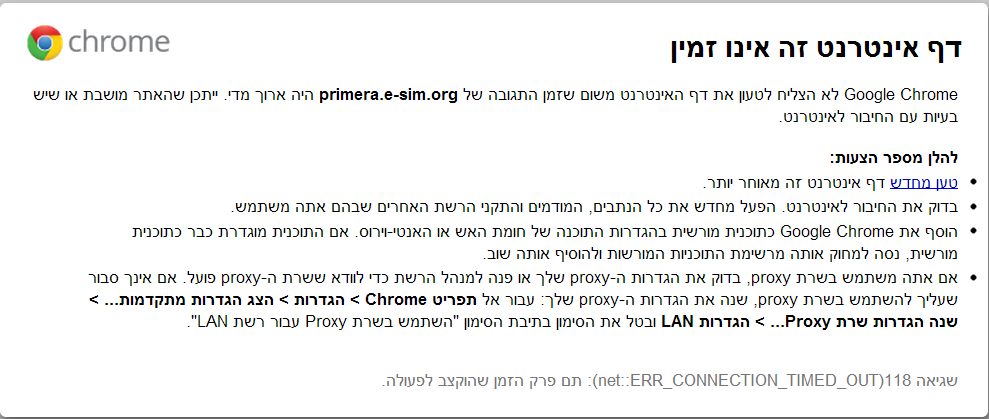 chrome
דף אינטרנט זה אינו זמין
Google Chrome לא הצליח לטעון את דף האינטרנט משום שזמן התגובה של primera.e-sim.org היה ארוך מדי. ייתכן שהאתר מושבת או שיש
בעיות עם החיבור לאינטרנט.
להלן מספר הצעות:
• טען מחדש דף אינטרנט זה מאוחר יותר.
• בדוק את החיבור לאינטרנט. הפעל מחדש את כל הנתבים, המודמים והתקני הרשת האחרים שבהם אתה משתמש.
• הוסף את Google Chrome כתוכנית מורשית בהגדרות התוכנה של חומת האש או האנטי-וירוס. אם התוכנית מוגדרת כבר כתוכנית
מורשית, נסה למחוק אותה מרשימת התוכניות המורשות ולהוסיף אותה שוב.
• אם אתה משתמש בשרת proxy, בדוק את הגדרות ה-proxy שלך או פנה למנהל הרשת כדי לוודא ששרת ה-proxy פועל. אם אינך סבור
שעליך להשתמש בשרת proxy, שנה את הגדרות ה-proxy שלך: עבור אל תפריט Chrome > הגדרות > הצג הגדרות מתקדמות... >
שנה הגדרות שרת Proxy... > הגדרות LAN ובטל את הסימון בתיבת הסימון "השתמש בשרת Proxy עבור רשת LAN".
שגיאה 118 (net::ERR_CONNECTION_TIMED_OUT): תם פרק הזמן שהוקצב לפעולה.